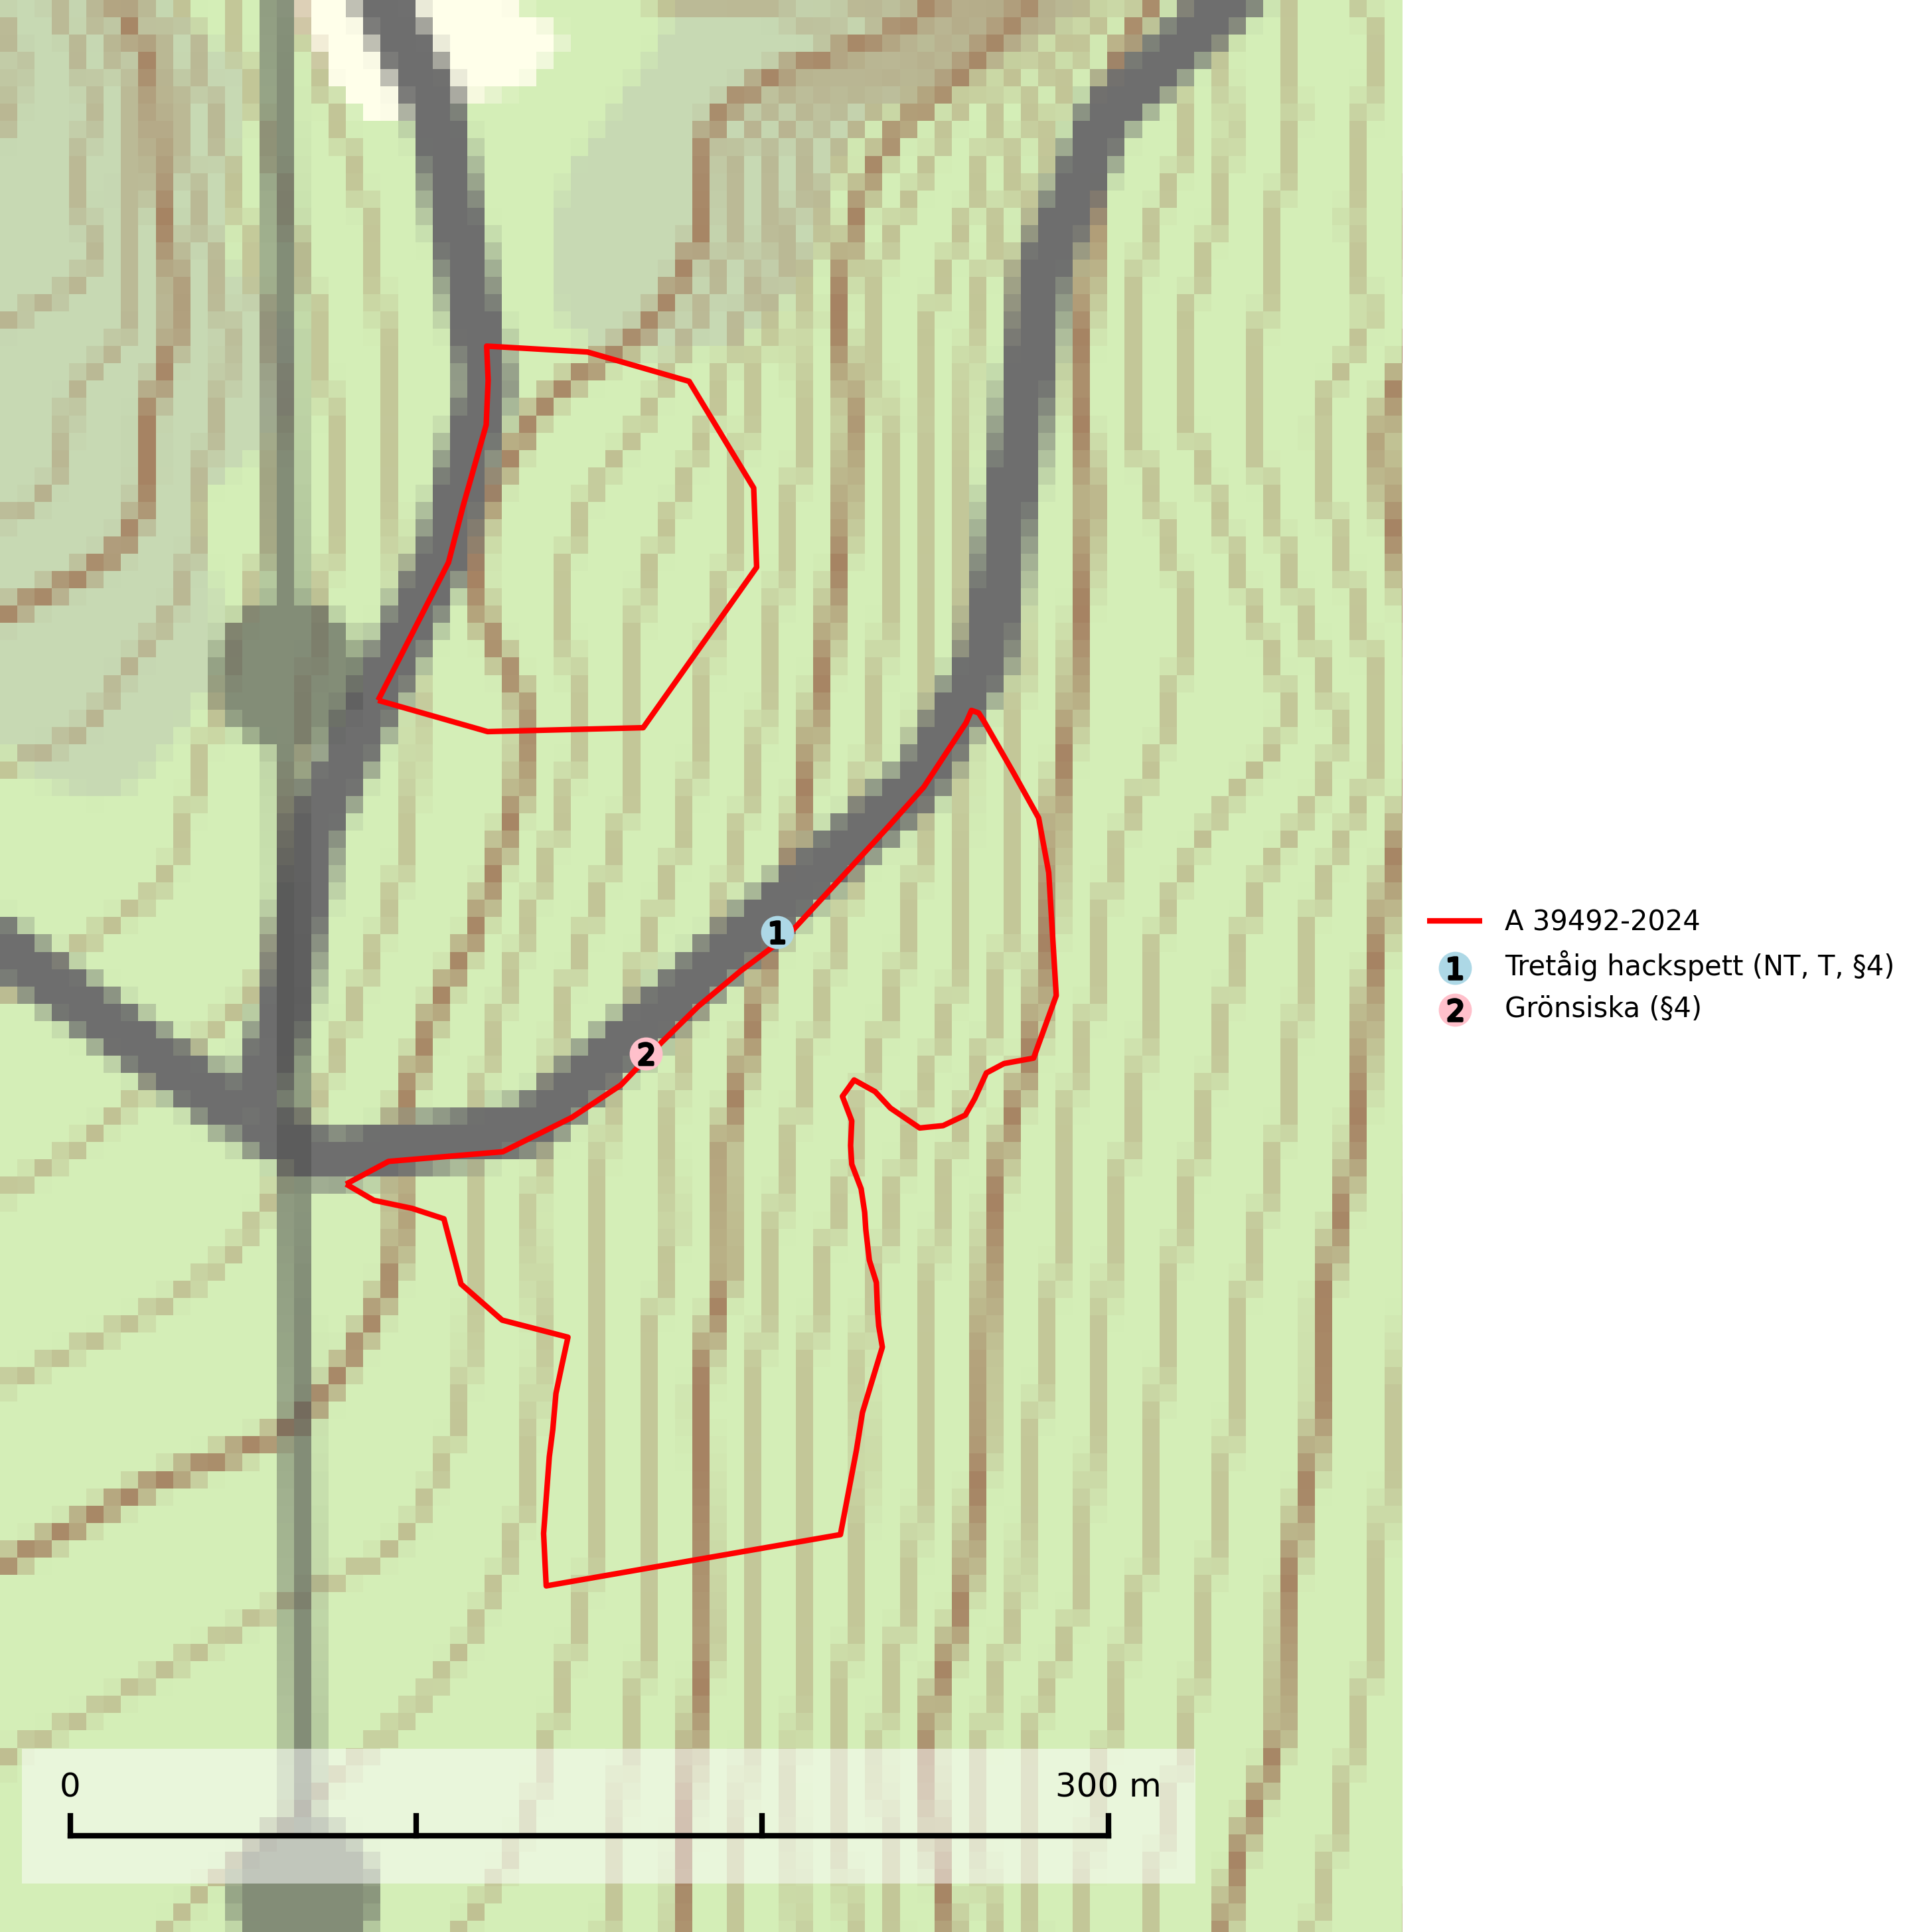 1
2
A 39492-2024
1 Tretåig hackspett (NT, T, §4)
2 Grönsiska (§4)
0 300 m